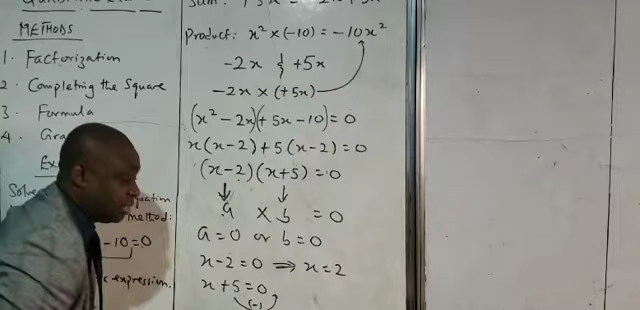 METHODS
1. Factorization
2. Completing the Square
3. Formula
4. Gra
Ex
Solve
equation
method:
-10=0
expression.
Product: x² × (-10) = -10x²
-2x ⸾ +5x
-2x × (+5x)
(x² - 2x)(+5x - 10) = 0
x(x-2) + 5(x-2) = 0
(x-2)(x+5) = 0
a × b = 0
a = 0 or b = 0
x-2 = 0 ⇒ x = 2
x + 5 = 0
(-)